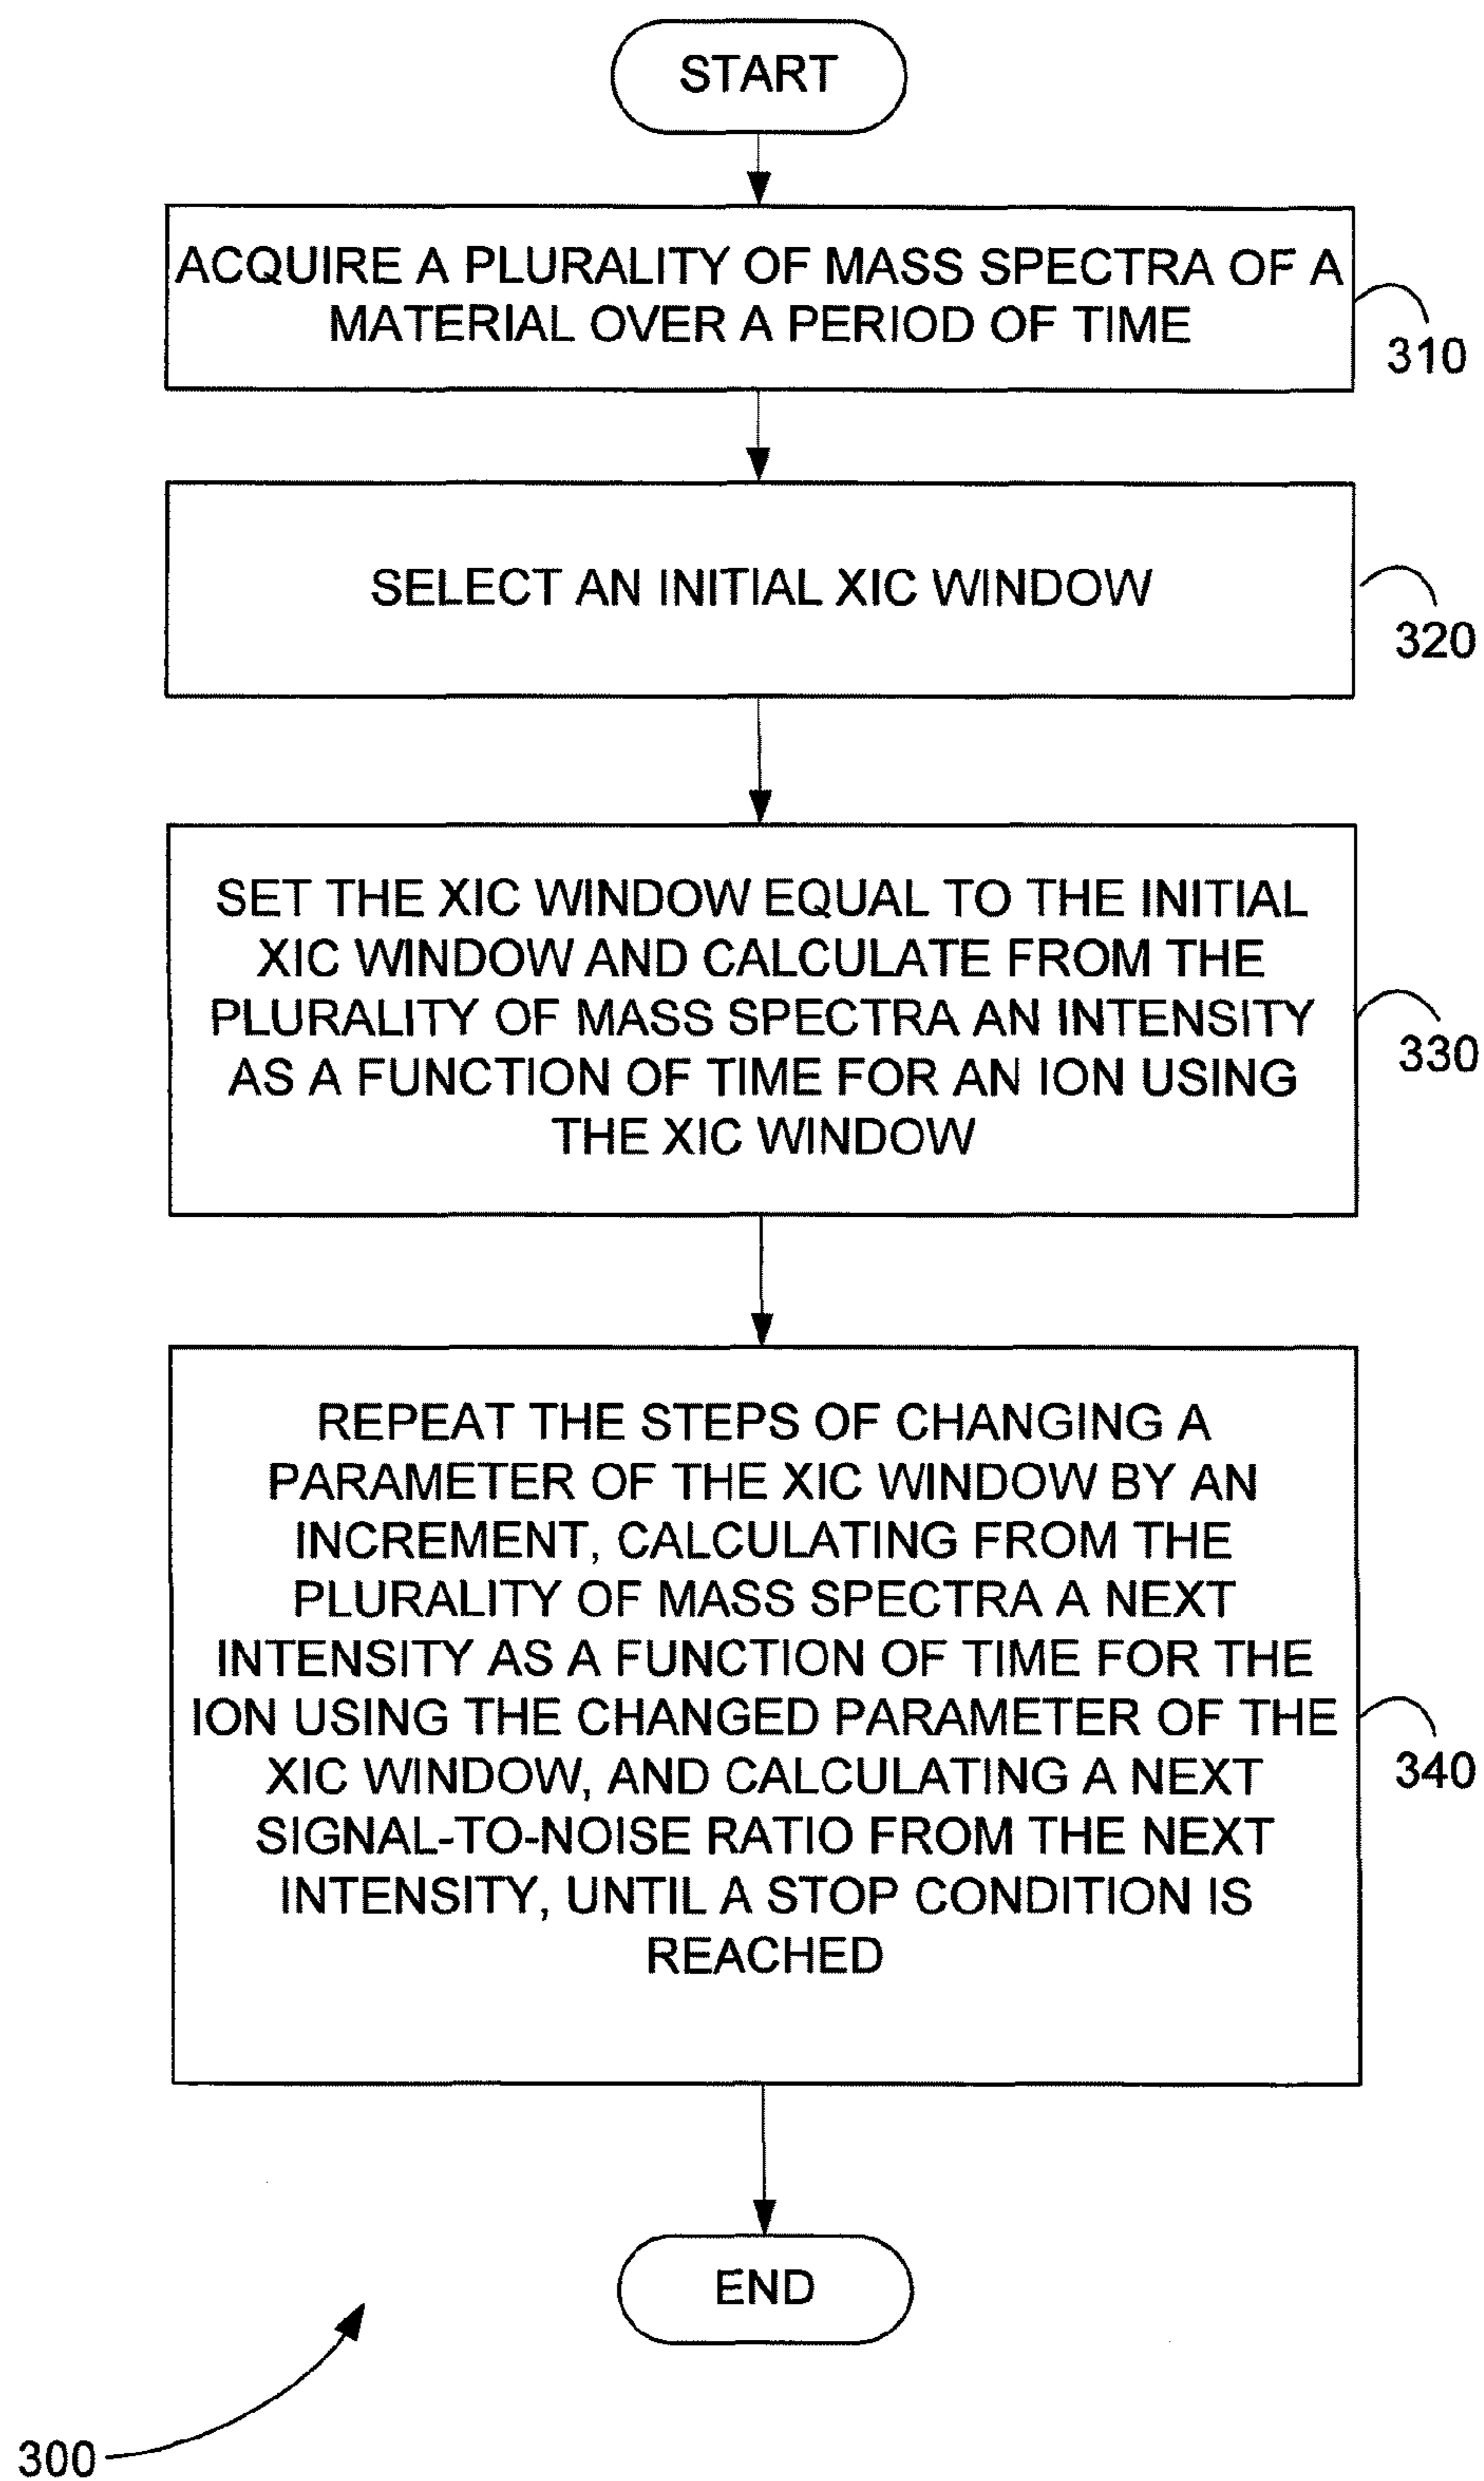 START
ACQUIRE A PLURALITY OF MASS SPECTRA OF A
MATERIAL OVER A PERIOD OF TIME
310
SELECT AN INITIAL XIC WINDOW
320
SET THE XIC WINDOW EQUAL TO THE INITIAL
XIC WINDOW AND CALCULATE FROM THE
PLURALITY OF MASS SPECTRA AN INTENSITY
AS A FUNCTION OF TIME FOR AN ION USING
THE XIC WINDOW
330
REPEAT THE STEPS OF CHANGING A
PARAMETER OF THE XIC WINDOW BY AN
INCREMENT, CALCULATING FROM THE
PLURALITY OF MASS SPECTRA A NEXT
INTENSITY AS A FUNCTION OF TIME FOR THE
ION USING THE CHANGED PARAMETER OF THE
XIC WINDOW, AND CALCULATING A NEXT
SIGNAL-TO-NOISE RATIO FROM THE NEXT
INTENSITY, UNTIL A STOP CONDITION IS
REACHED
340
END
300